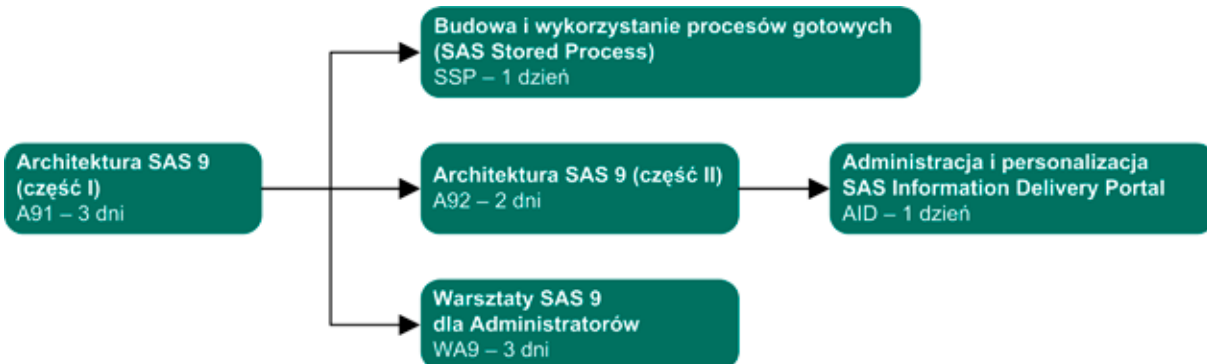 Budowa i wykorzystanie procesów gotowych
(SAS Stored Process)
SSP – 1 dzień
Architektura SAS 9
(część I)
A91 – 3 dni
Architektura SAS 9 (część II)
A92 – 2 dni
Administracja i personalizacja
SAS Information Delivery Portal
AID – 1 dzień
Warsztaty SAS 9
dla Administratorów
WA9 – 3 dni